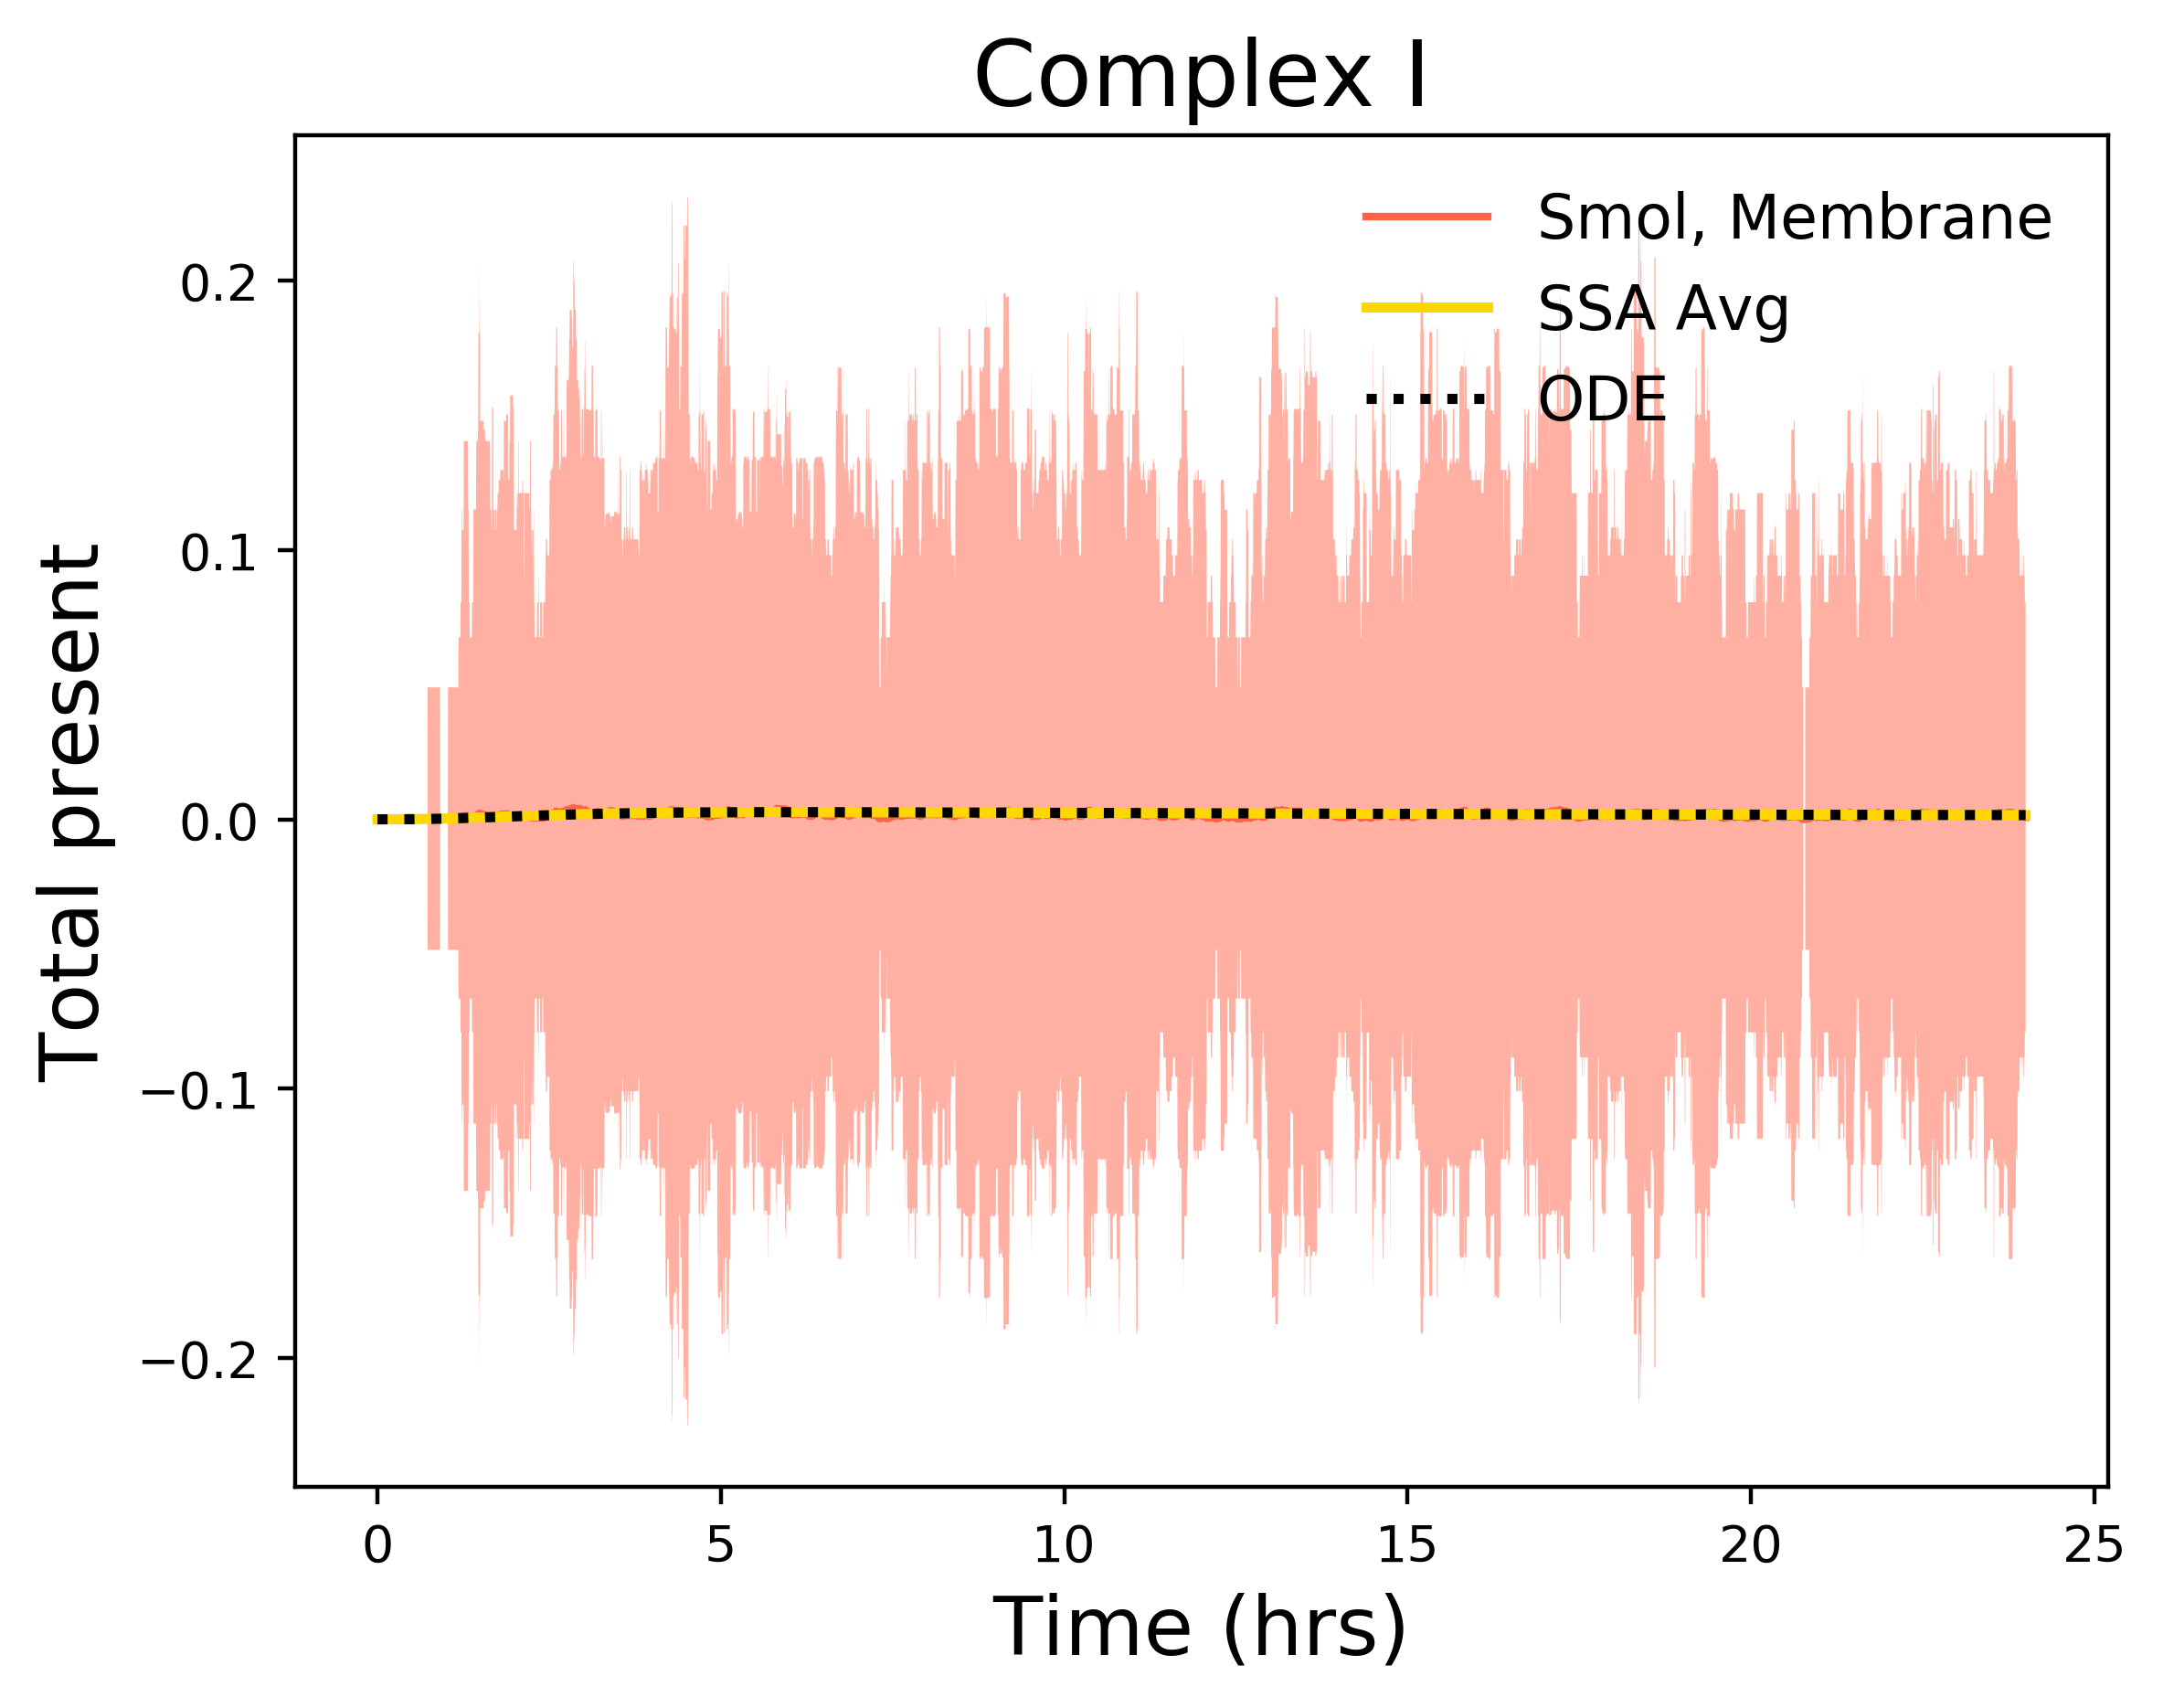 Complex I
Total present
0.2
0.1
0.0
−0.1
−0.2
Smol, Membrane
SSA Avg
ODE
0 5 10 15 20 25
Time (hrs)